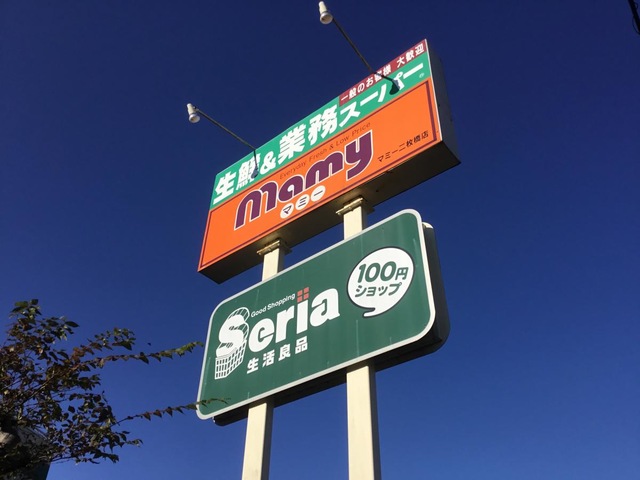 一般のお客様 大歓迎
生鮮&業務スーパー
Everyday Fresh & Low Price
mamy
マミー
マミー二枚橋店
Good Shopping
Seria
生活良品
100円
ショップ